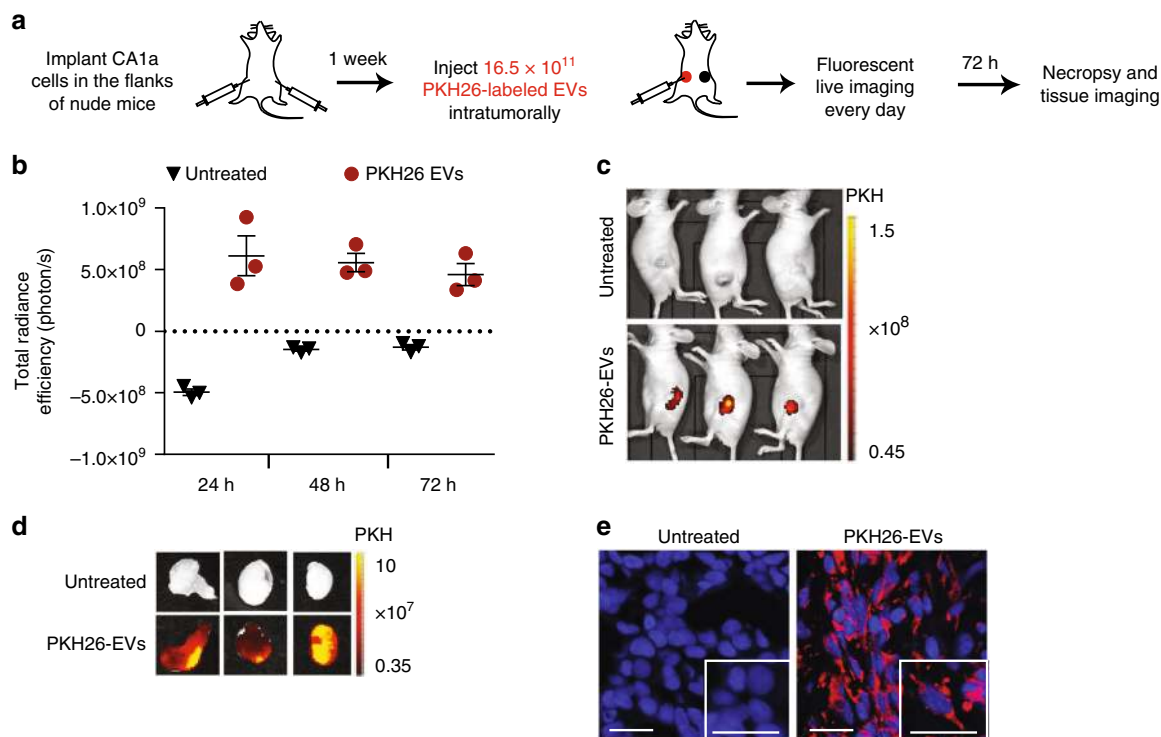 a
Implant CA1a
cells in the flanks
of nude mice
1 week
Inject 16.5 × 10¹¹
PKH26-labeled EVs
intratumorally
Fluorescent
live imaging
every day
72 h
Necropsy and
tissue imaging
b
Untreated
PKH26 EVs
Total radiance
efficiency (photon/s)
1.0×10⁹
5.0×10⁸
0
−5.0×10⁸
−1.0×10⁹
24 h
48 h
72 h
c
PKH
Untreated
PKH26-EVs
1.5
×10⁸
0.45
d
PKH
Untreated
PKH26-EVs
10
×10⁷
0.35
e
Untreated
PKH26-EVs